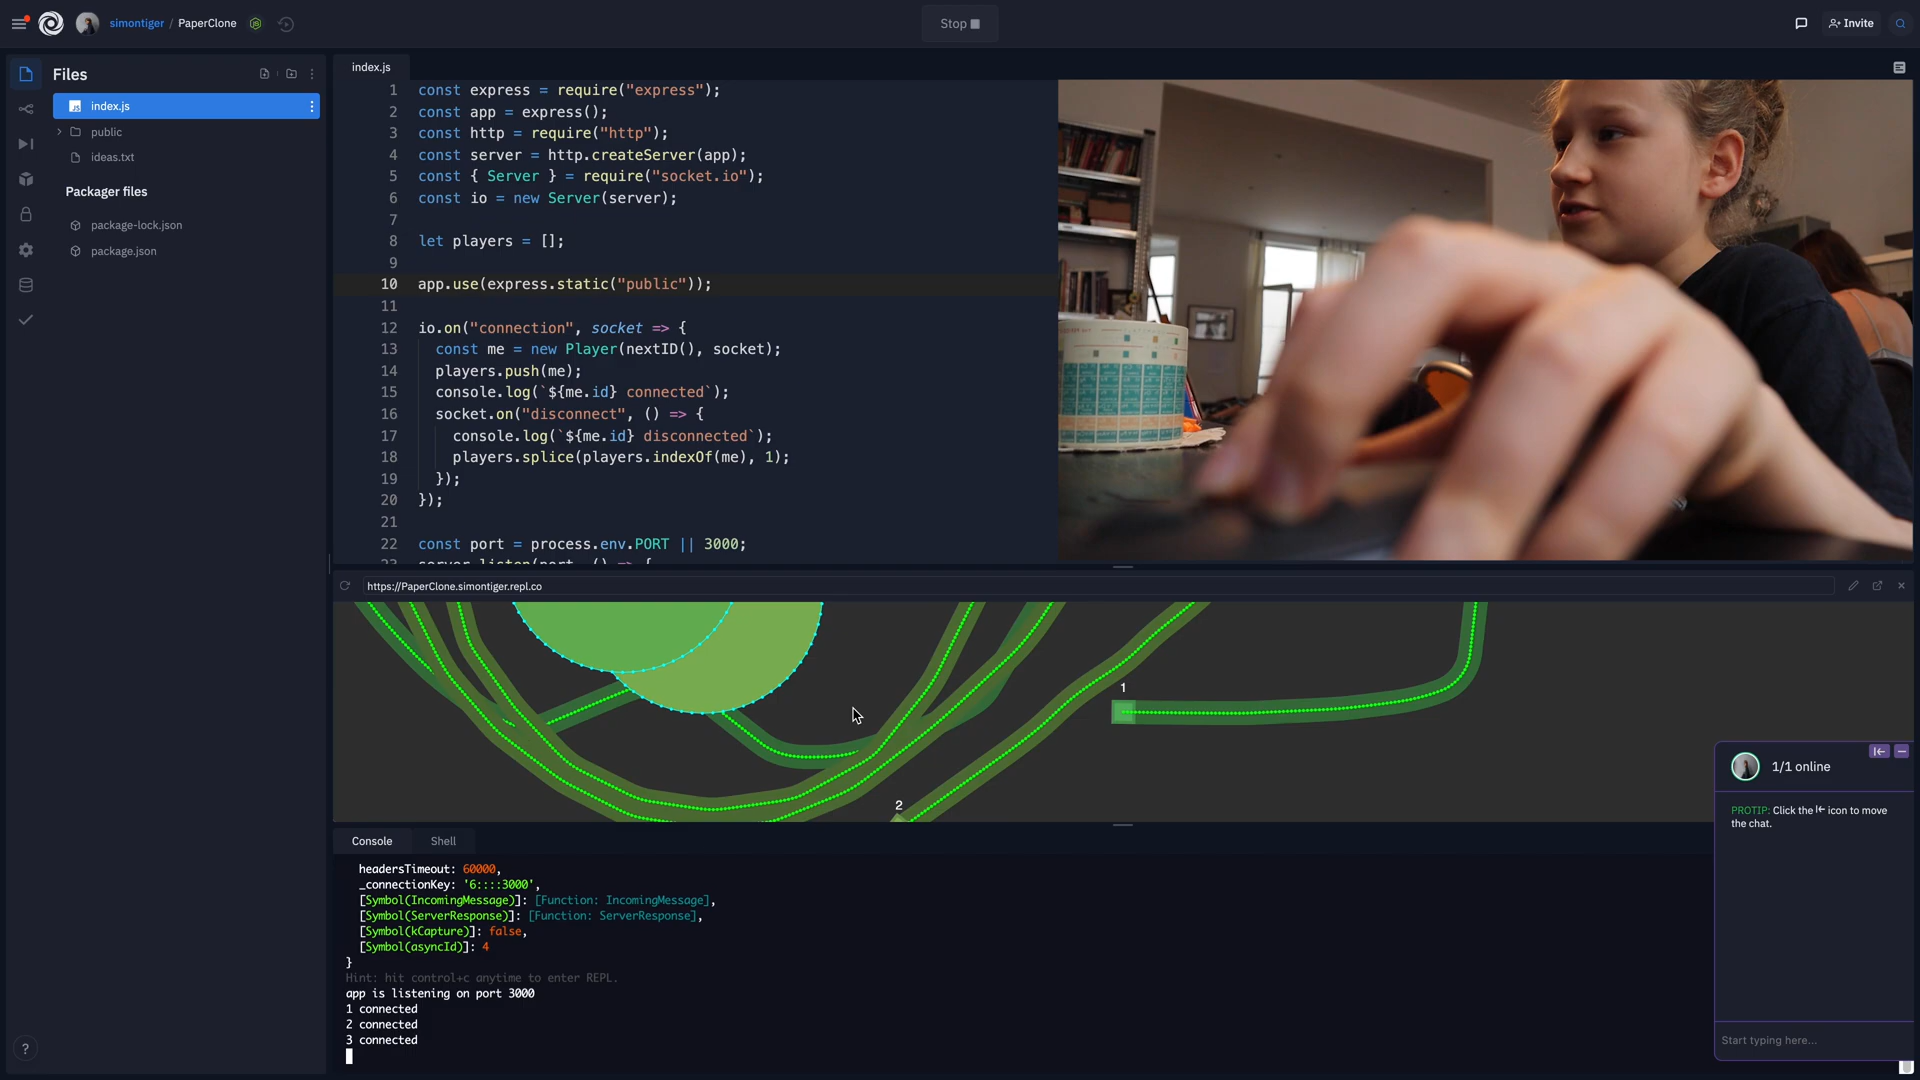 simontiger / PaperClone
Stop
Invite
Files
index.js
public
ideas.txt
Packager files
package-lock.json
package.json
index.js
1 const express = require("express");
2 const app = express();
3 const http = require("http");
4 const server = http.createServer(app);
5 const { Server } = require("socket.io");
6 const io = new Server(server);
7
8 let players = [];
9
10 app.use(express.static("public"));
11
12 io.on("connection", socket => {
13 const me = new Player(nextID(), socket);
14 players.push(me);
15 console.log(`${me.id} connected`);
16 socket.on("disconnect", () => {
17 console.log(`${me.id} disconnected`);
18 players.splice(players.indexOf(me), 1);
19 });
20 });
21
22 const port = process.env.PORT || 3000;
23 server.listen(port, () => {
https://PaperClone.simontiger.repl.co
1
2
Console
Shell
headersTimeout: 60000,
_connectionKey: '6::::3000',
[Symbol(IncomingMessage)]: [Function: IncomingMessage],
[Symbol(ServerResponse)]: [Function: ServerResponse],
[Symbol(kCapture)]: false,
[Symbol(asyncId)]: 4
}
Hint: hit control+c anytime to enter REPL.
app is listening on port 3000
1 connected
2 connected
3 connected
1/1 online
PROTIP: Click the icon to move
the chat.
Start typing here...
?